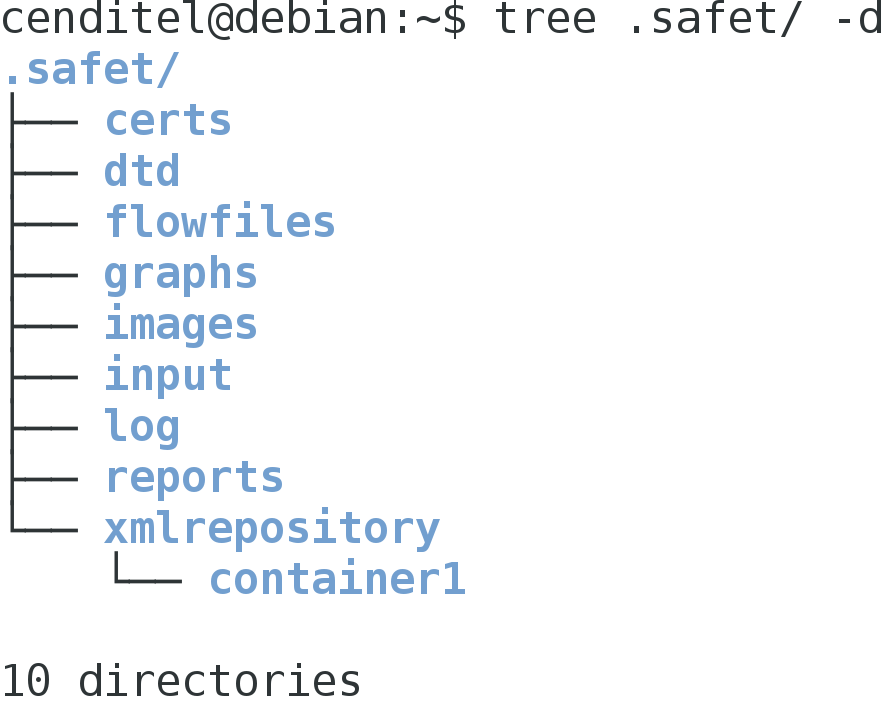 cenditel@debian:~$ tree .safet/ -d
.safet/
├── certs
├── dtd
├── flowfiles
├── graphs
├── images
├── input
├── log
├── reports
└── xmlrepository
    └── container1
10 directories